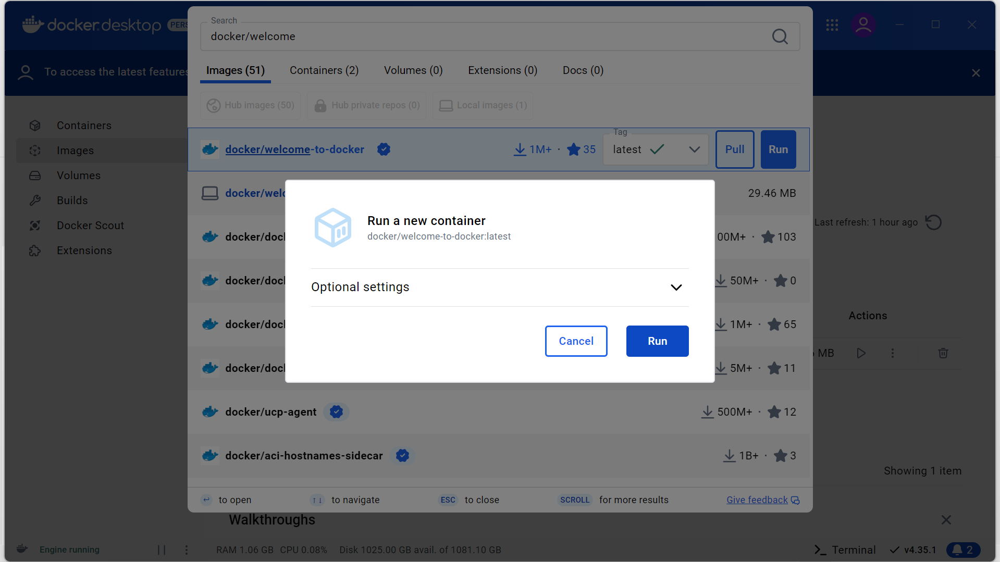 docker desktop PERS
Search
docker/welcome
To access the latest features
Images (51) Containers (2) Volumes (0) Extensions (0) Docs (0)
Hub images (50) Hub private repos (0) Local images (1)
Containers
Images
Volumes
Builds
Docker Scout
Extensions
docker/welcome-to-docker 1M+ · 35 Tag latest Pull Run
docker/welc 29.46 MB
Run a new container
docker/welcome-to-docker:latest
Last refresh: 1 hour ago
docker/doc 00M+ · 103
Optional settings
docker/doc 50M+ · 0
Actions
docker/doc 1M+ · 65
Cancel Run
MB
docker/doc 5M+ · 11
docker/ucp-agent 500M+ · 12
docker/aci-hostnames-sidecar 1B+ · 3
Showing 1 item
↩ to open ↑↓ to navigate ESC to close SCROLL for more results Give feedback
Walkthroughs
Engine running RAM 1.06 GB CPU 0.08% Disk 1025.00 GB avail. of 1081.10 GB Terminal v4.35.1 2